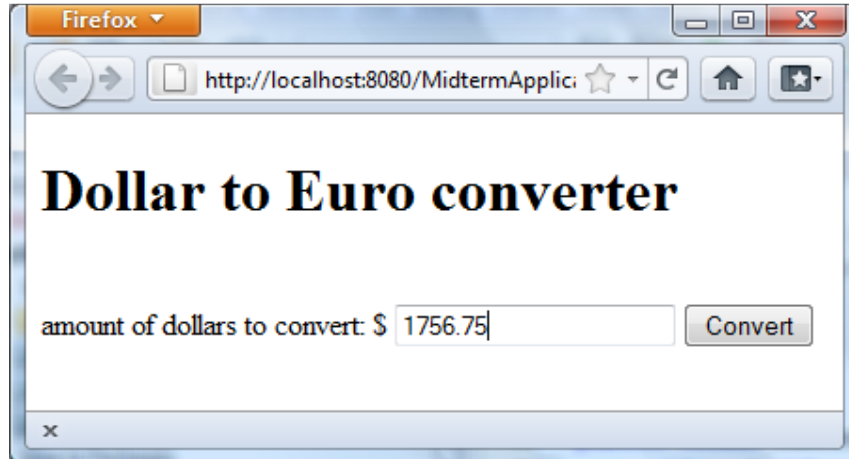 Firefox
http://localhost:8080/MidtermApplic
Dollar to Euro converter
amount of dollars to convert: $ 1756.75 Convert